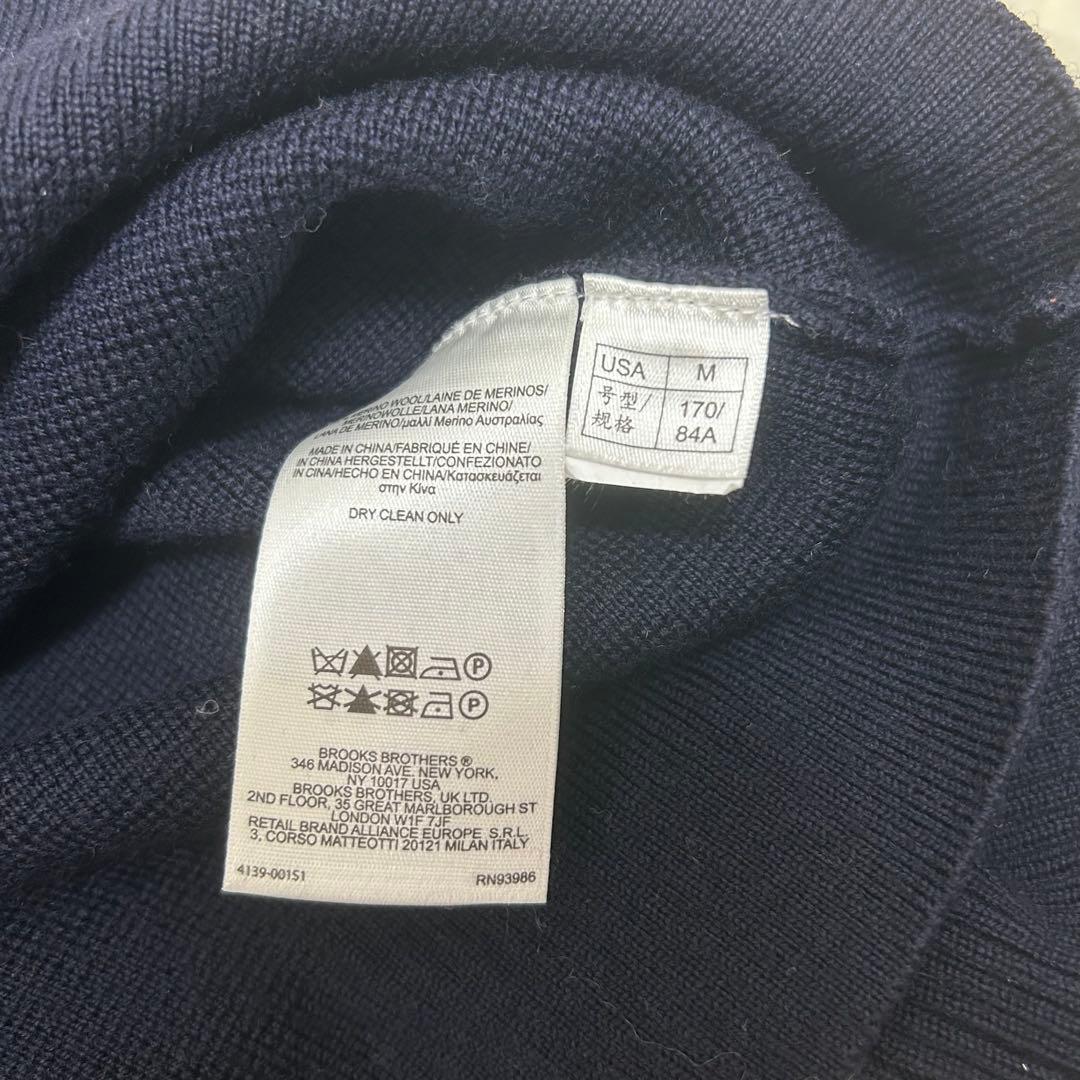 MERINO WOOL/LAINE DE MERINOS/
MERINOWOLLE/LANA MERINO/
LANA DE MERINO/μαλλί Merino Αυστραλίας
MADE IN CHINA/FABRIQUÉ EN CHINE/
IN CHINA HERGESTELLT/CONFEZIONATO
IN CINA/HECHO EN CHINA/Κατασκευάζεται
στην Κίνα
DRY CLEAN ONLY
P
P
BROOKS BROTHERS ®
346 MADISON AVE. NEW YORK,
NY 10017 USA
BROOKS BROTHERS, UK LTD.
2ND FLOOR, 35 GREAT MARLBOROUGH ST
LONDON W1F 7JF
RETAIL BRAND ALLIANCE EUROPE, S.R.L.
3, CORSO MATTEOTTI 20121 MILAN ITALY
4139-00151 RN93986
USA M
号型/ 170/
规格 84A